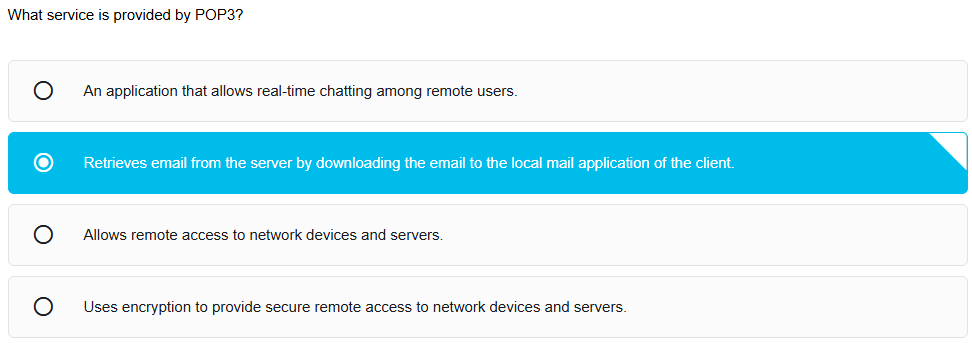 What service is provided by POP3?
An application that allows real-time chatting among remote users.
Retrieves email from the server by downloading the email to the local mail application of the client.
Allows remote access to network devices and servers.
Uses encryption to provide secure remote access to network devices and servers.